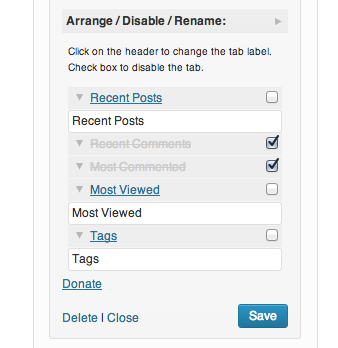 Arrange / Disable / Rename:
Click on the header to change the tab label.
Check box to disable the tab.
Recent Posts
Recent Posts
Recent Comments
Most Commented
Most Viewed
Most Viewed
Tags
Tags
Donate
Delete | Close Save